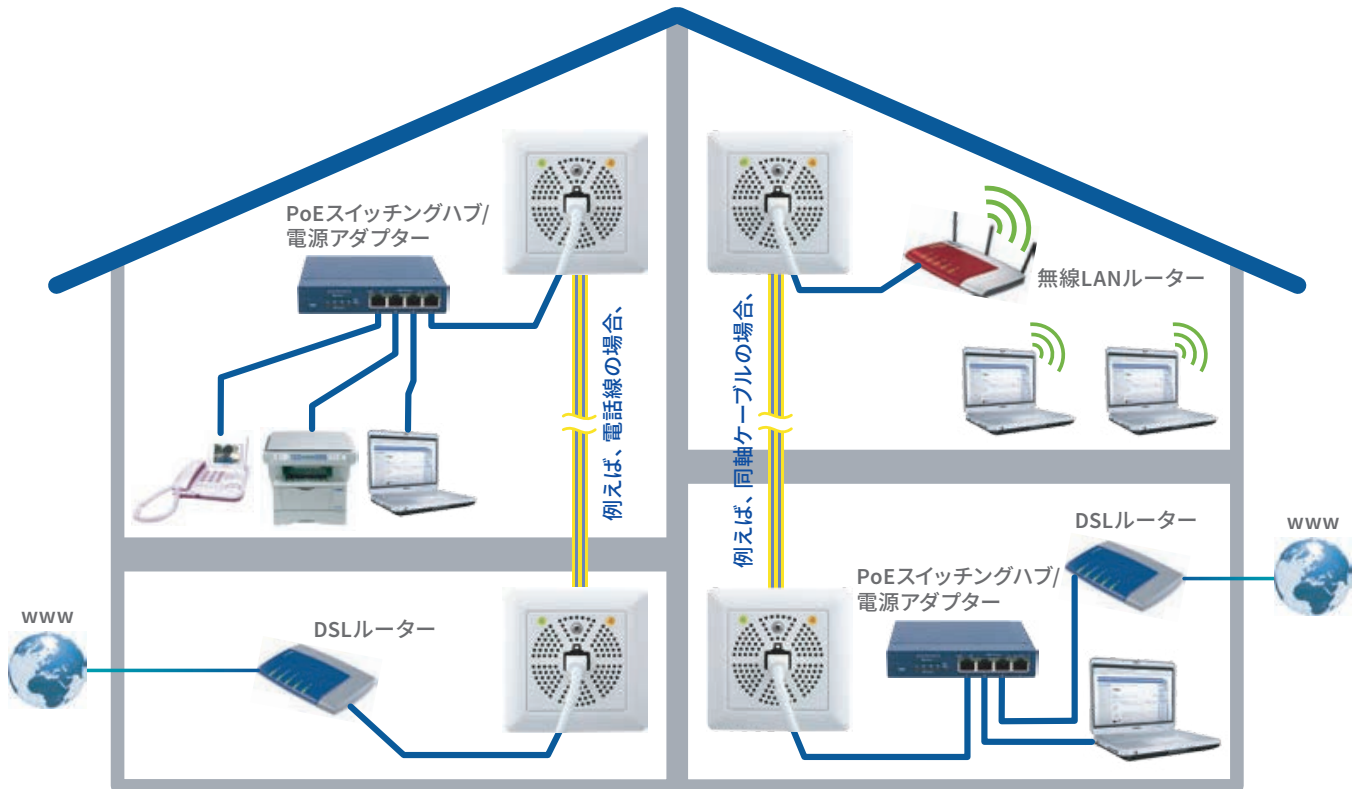 PoEスイッチングハブ/
電源アダプター
無線LANルーター
例えば、電話線の場合、
例えば、同軸ケーブルの場合、
www
DSLルーター
PoEスイッチングハブ/
電源アダプター
DSLルーター
www